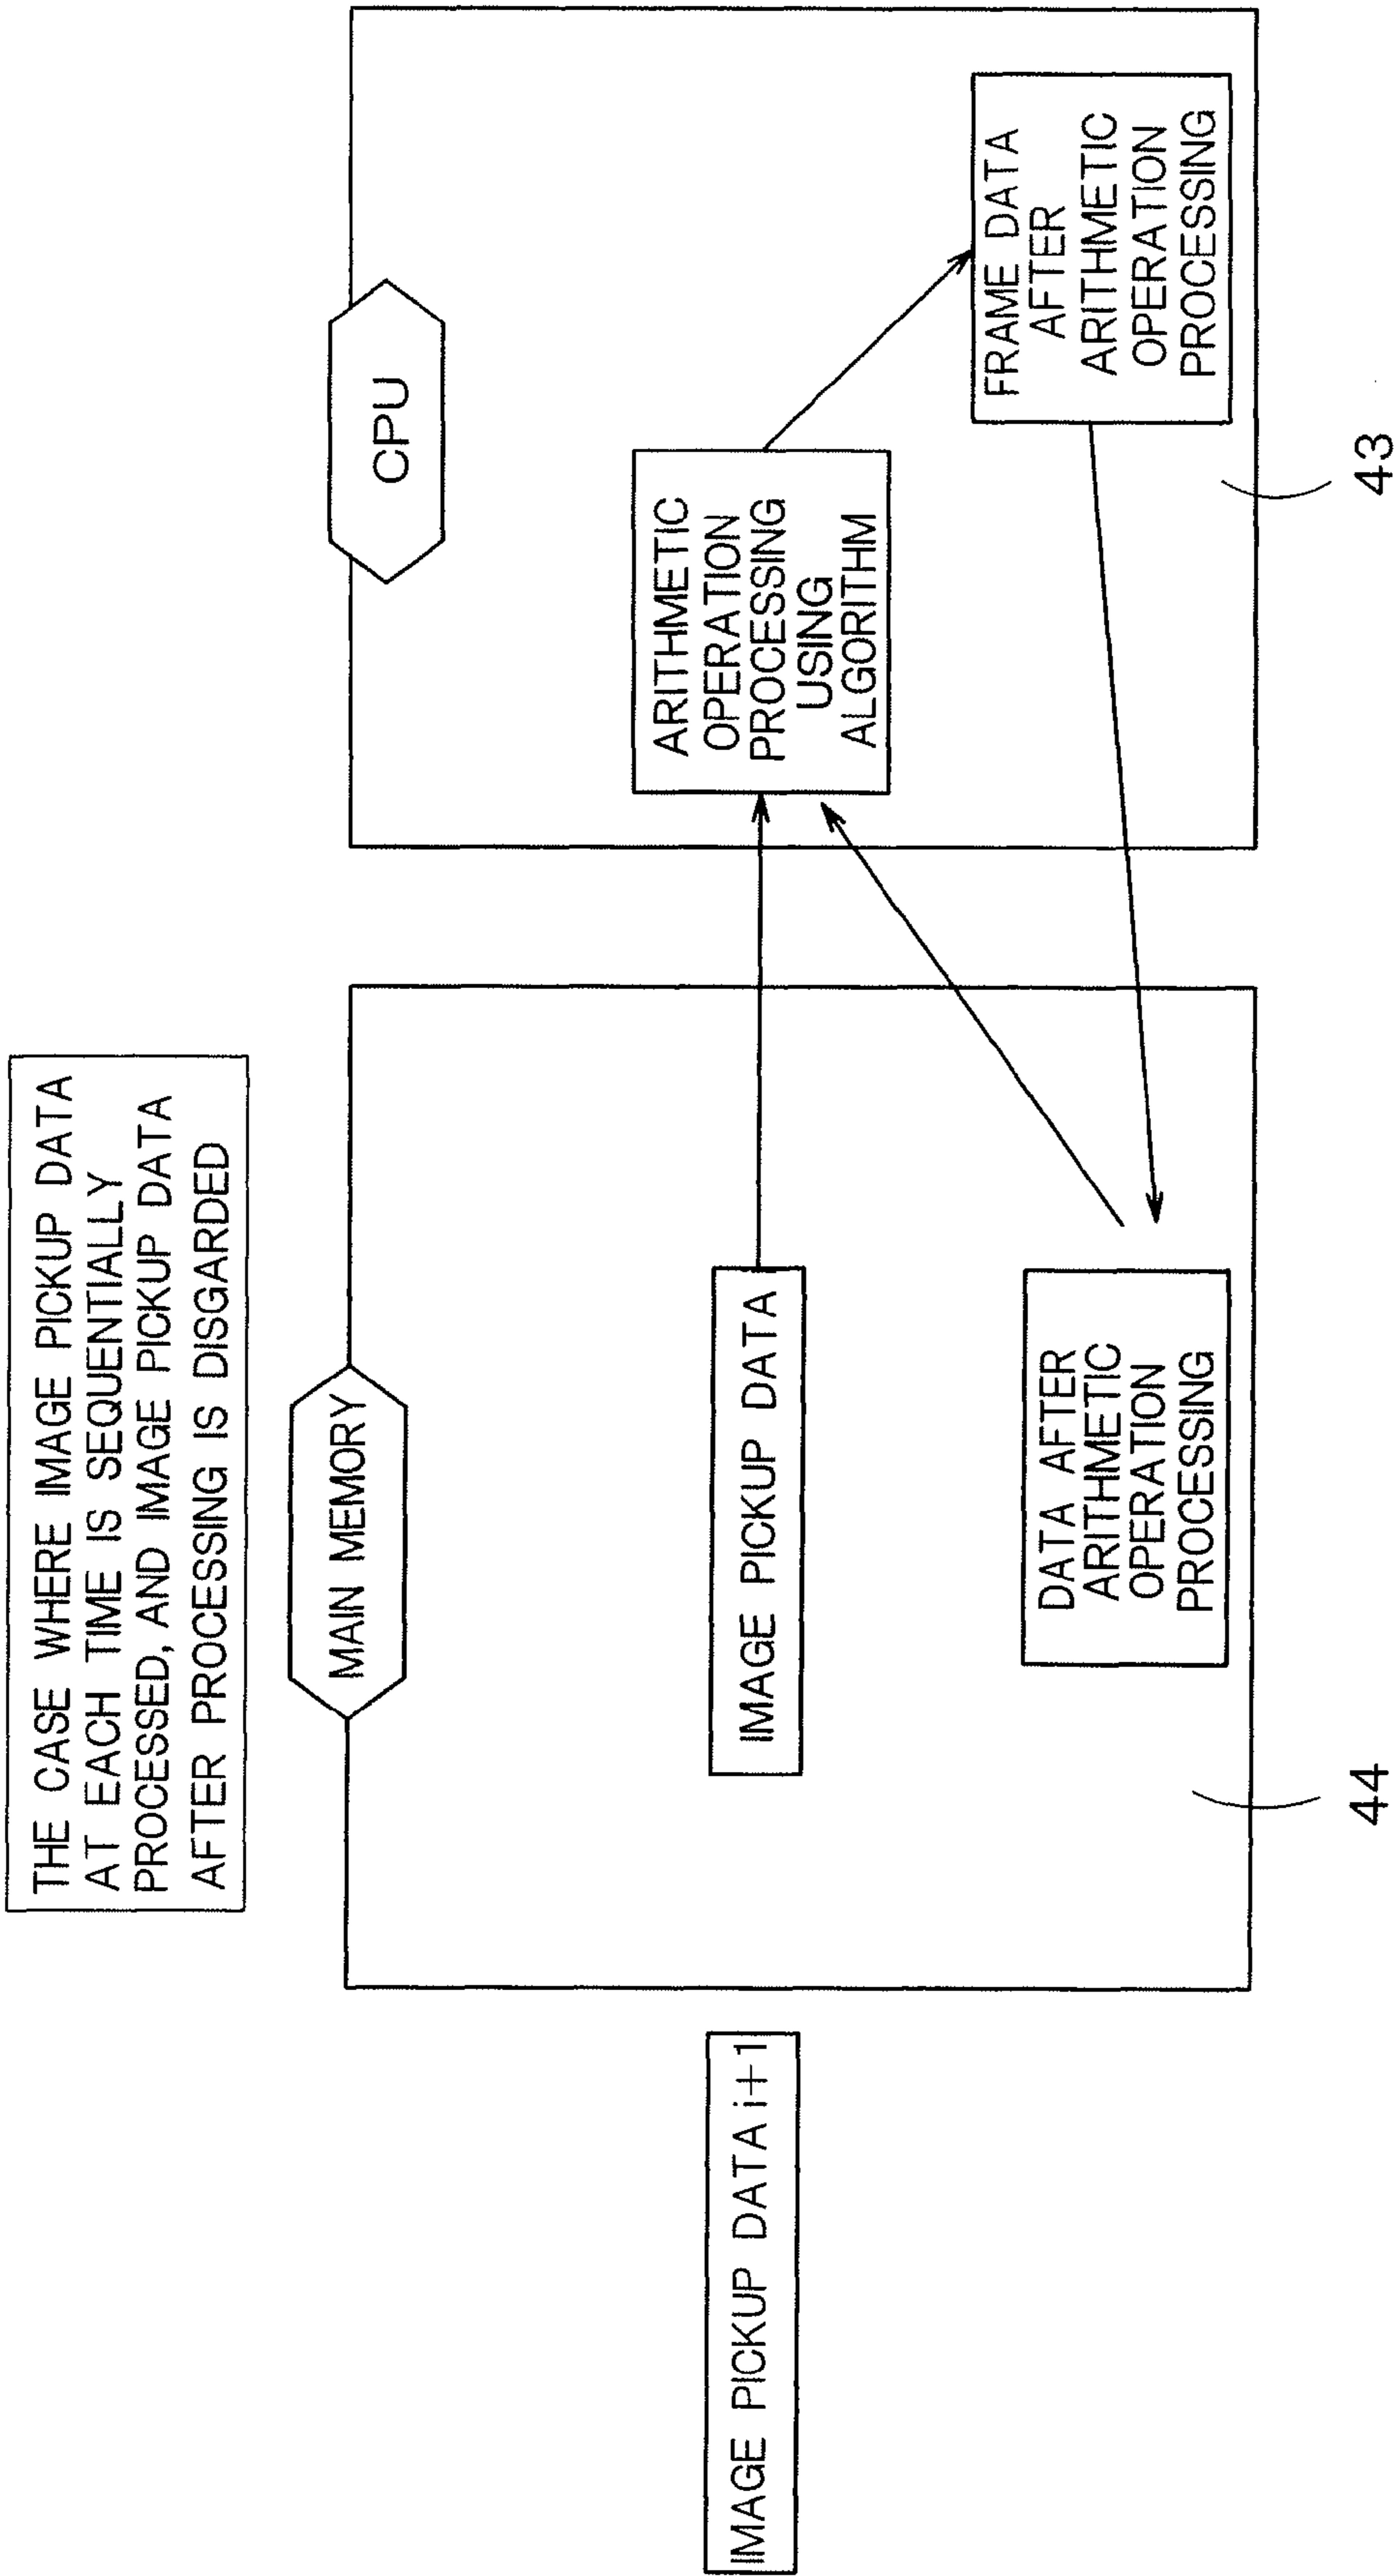 THE CASE WHERE IMAGE PICKUP DATA
AT EACH TIME IS SEQUENTIALLY
PROCESSED, AND IMAGE PICKUP DATA
AFTER PROCESSING IS DISGARDED
MAIN MEMORY
CPU
IMAGE PICKUP DATA i+1
IMAGE PICKUP DATA
ARITHMETIC
OPERATION
PROCESSING
USING
ALGORITHM
DATA AFTER
ARITHMETIC
OPERATION
PROCESSING
FRAME DATA
AFTER
ARITHMETIC
OPERATION
PROCESSING
44
43